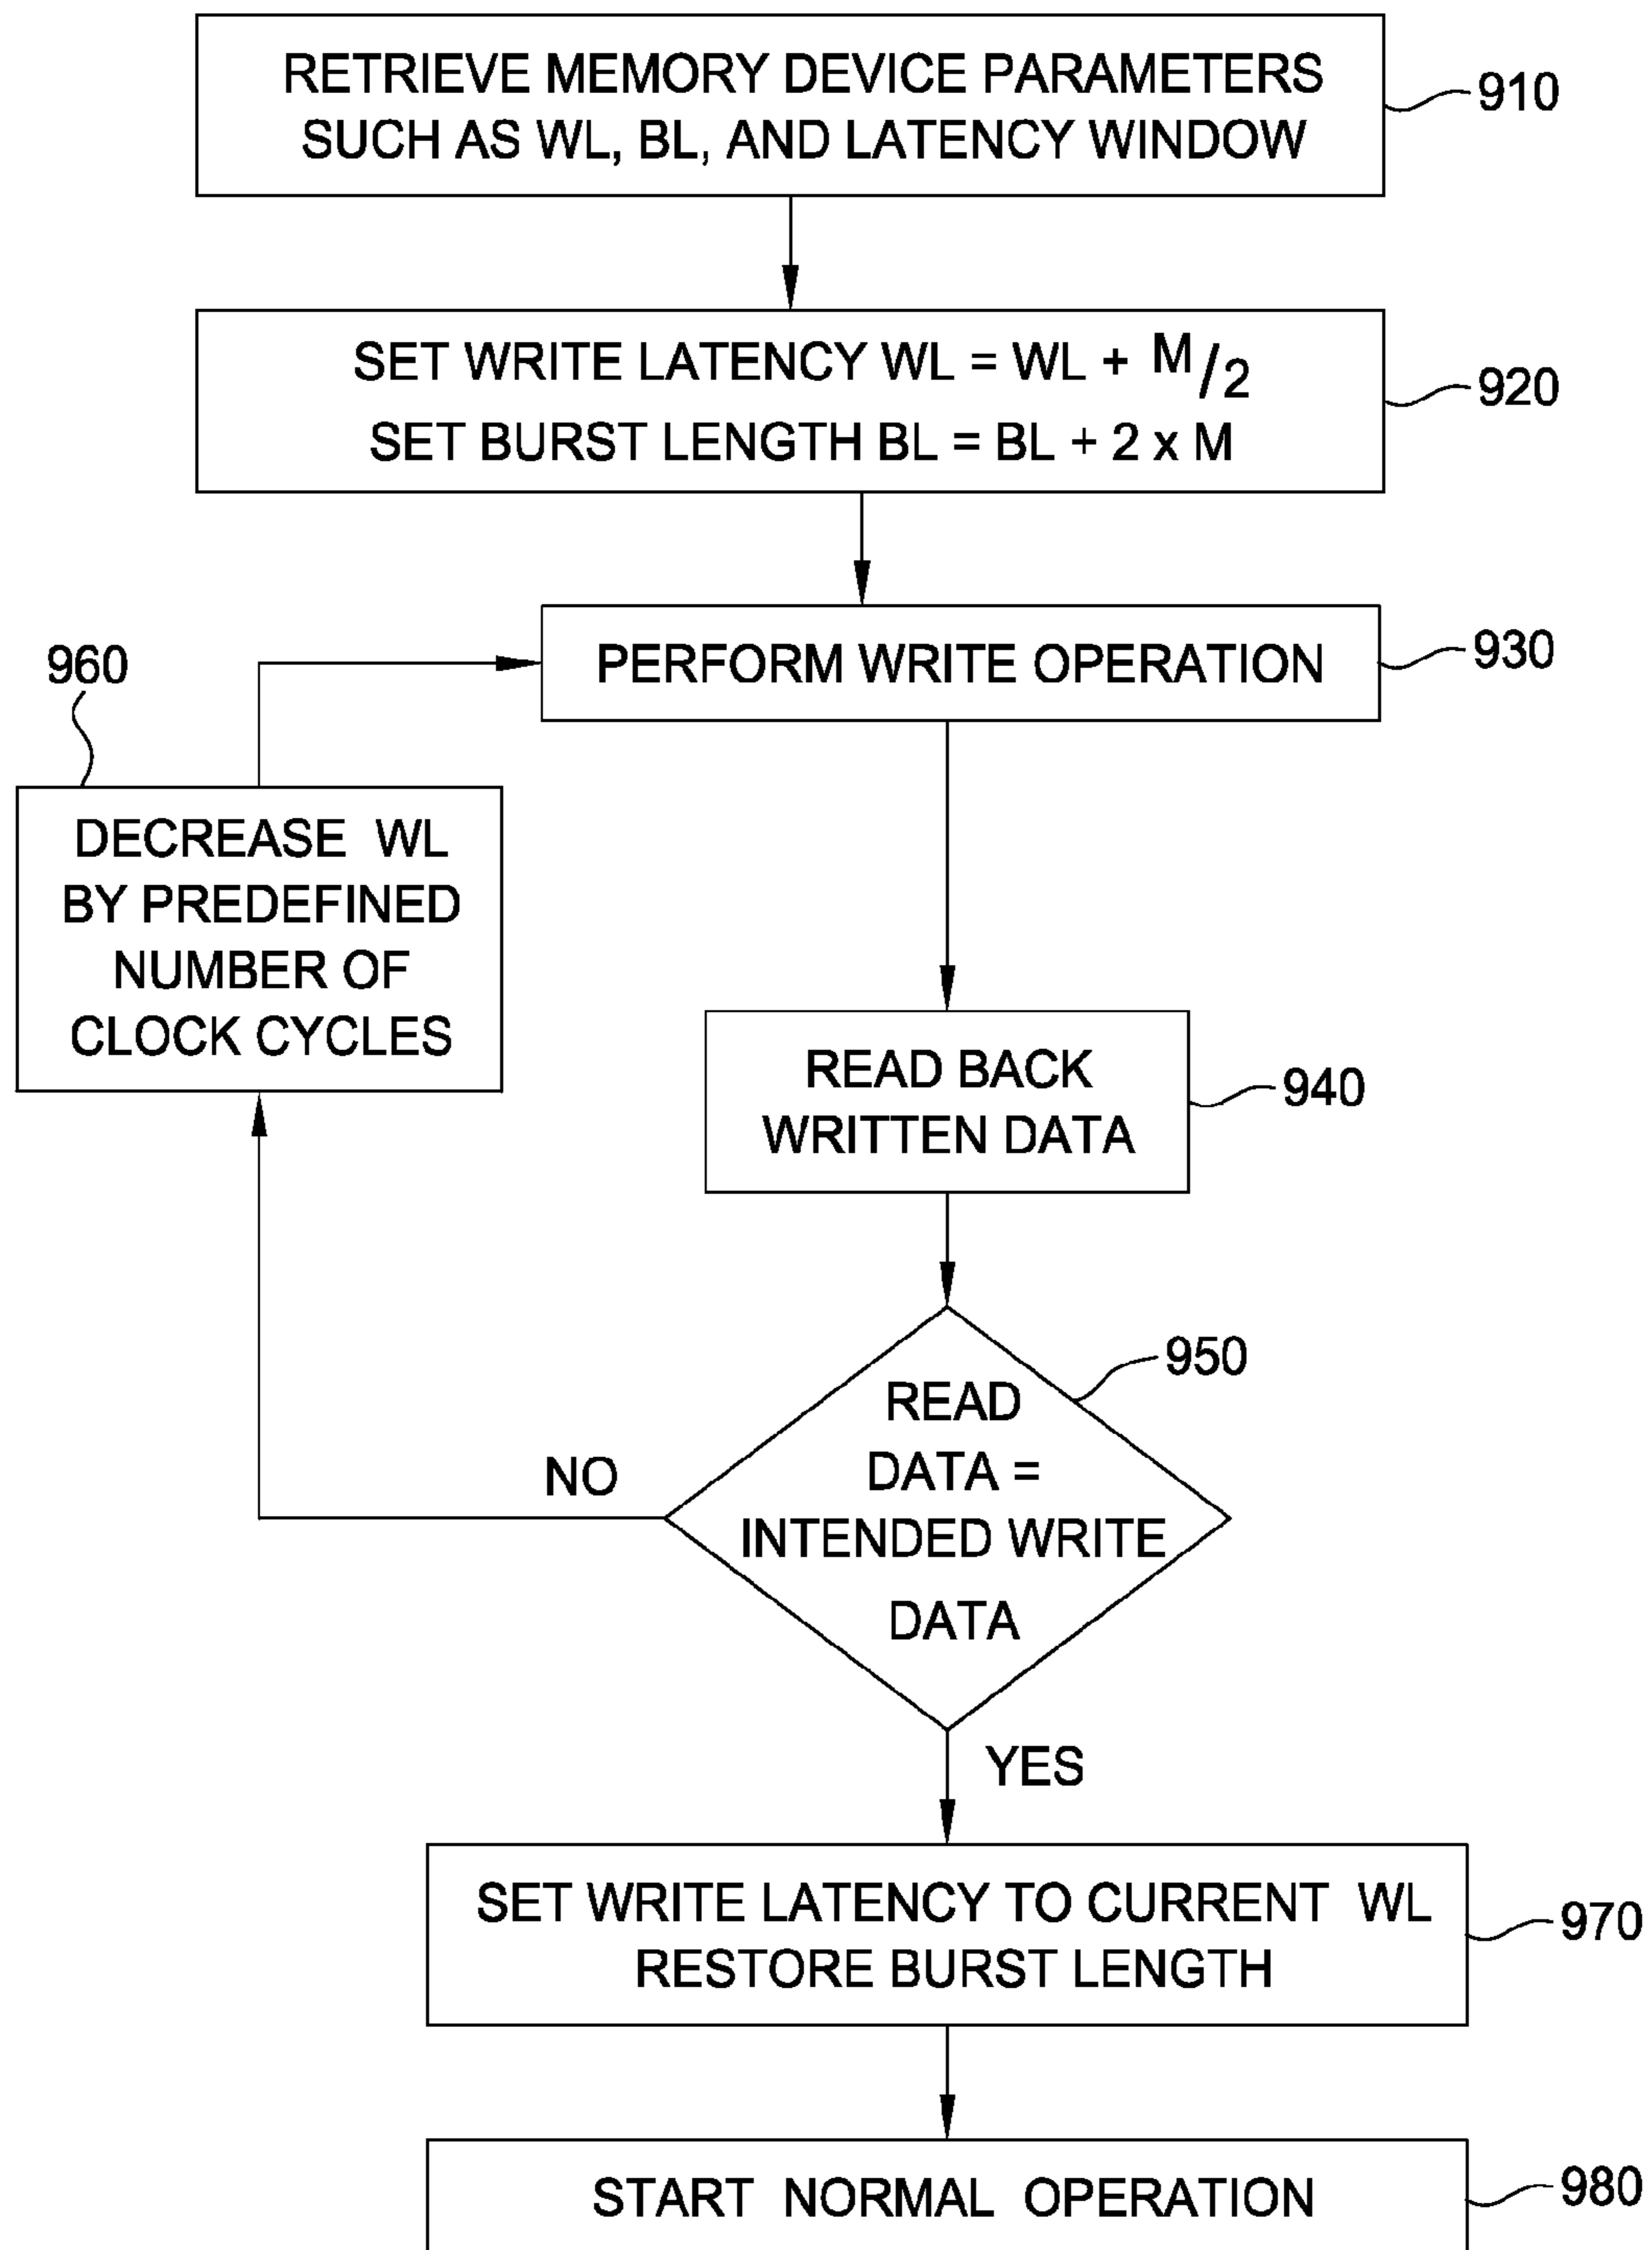 RETRIEVE MEMORY DEVICE PARAMETERS
SUCH AS WL, BL, AND LATENCY WINDOW
910
SET WRITE LATENCY WL = WL + M/2
SET BURST LENGTH BL = BL + 2 x M
920
960
PERFORM WRITE OPERATION
930
DECREASE WL
BY PREDEFINED
NUMBER OF
CLOCK CYCLES
READ BACK
WRITTEN DATA
940
950
READ
DATA =
INTENDED WRITE
DATA
NO
YES
SET WRITE LATENCY TO CURRENT WL
RESTORE BURST LENGTH
970
START NORMAL OPERATION
980